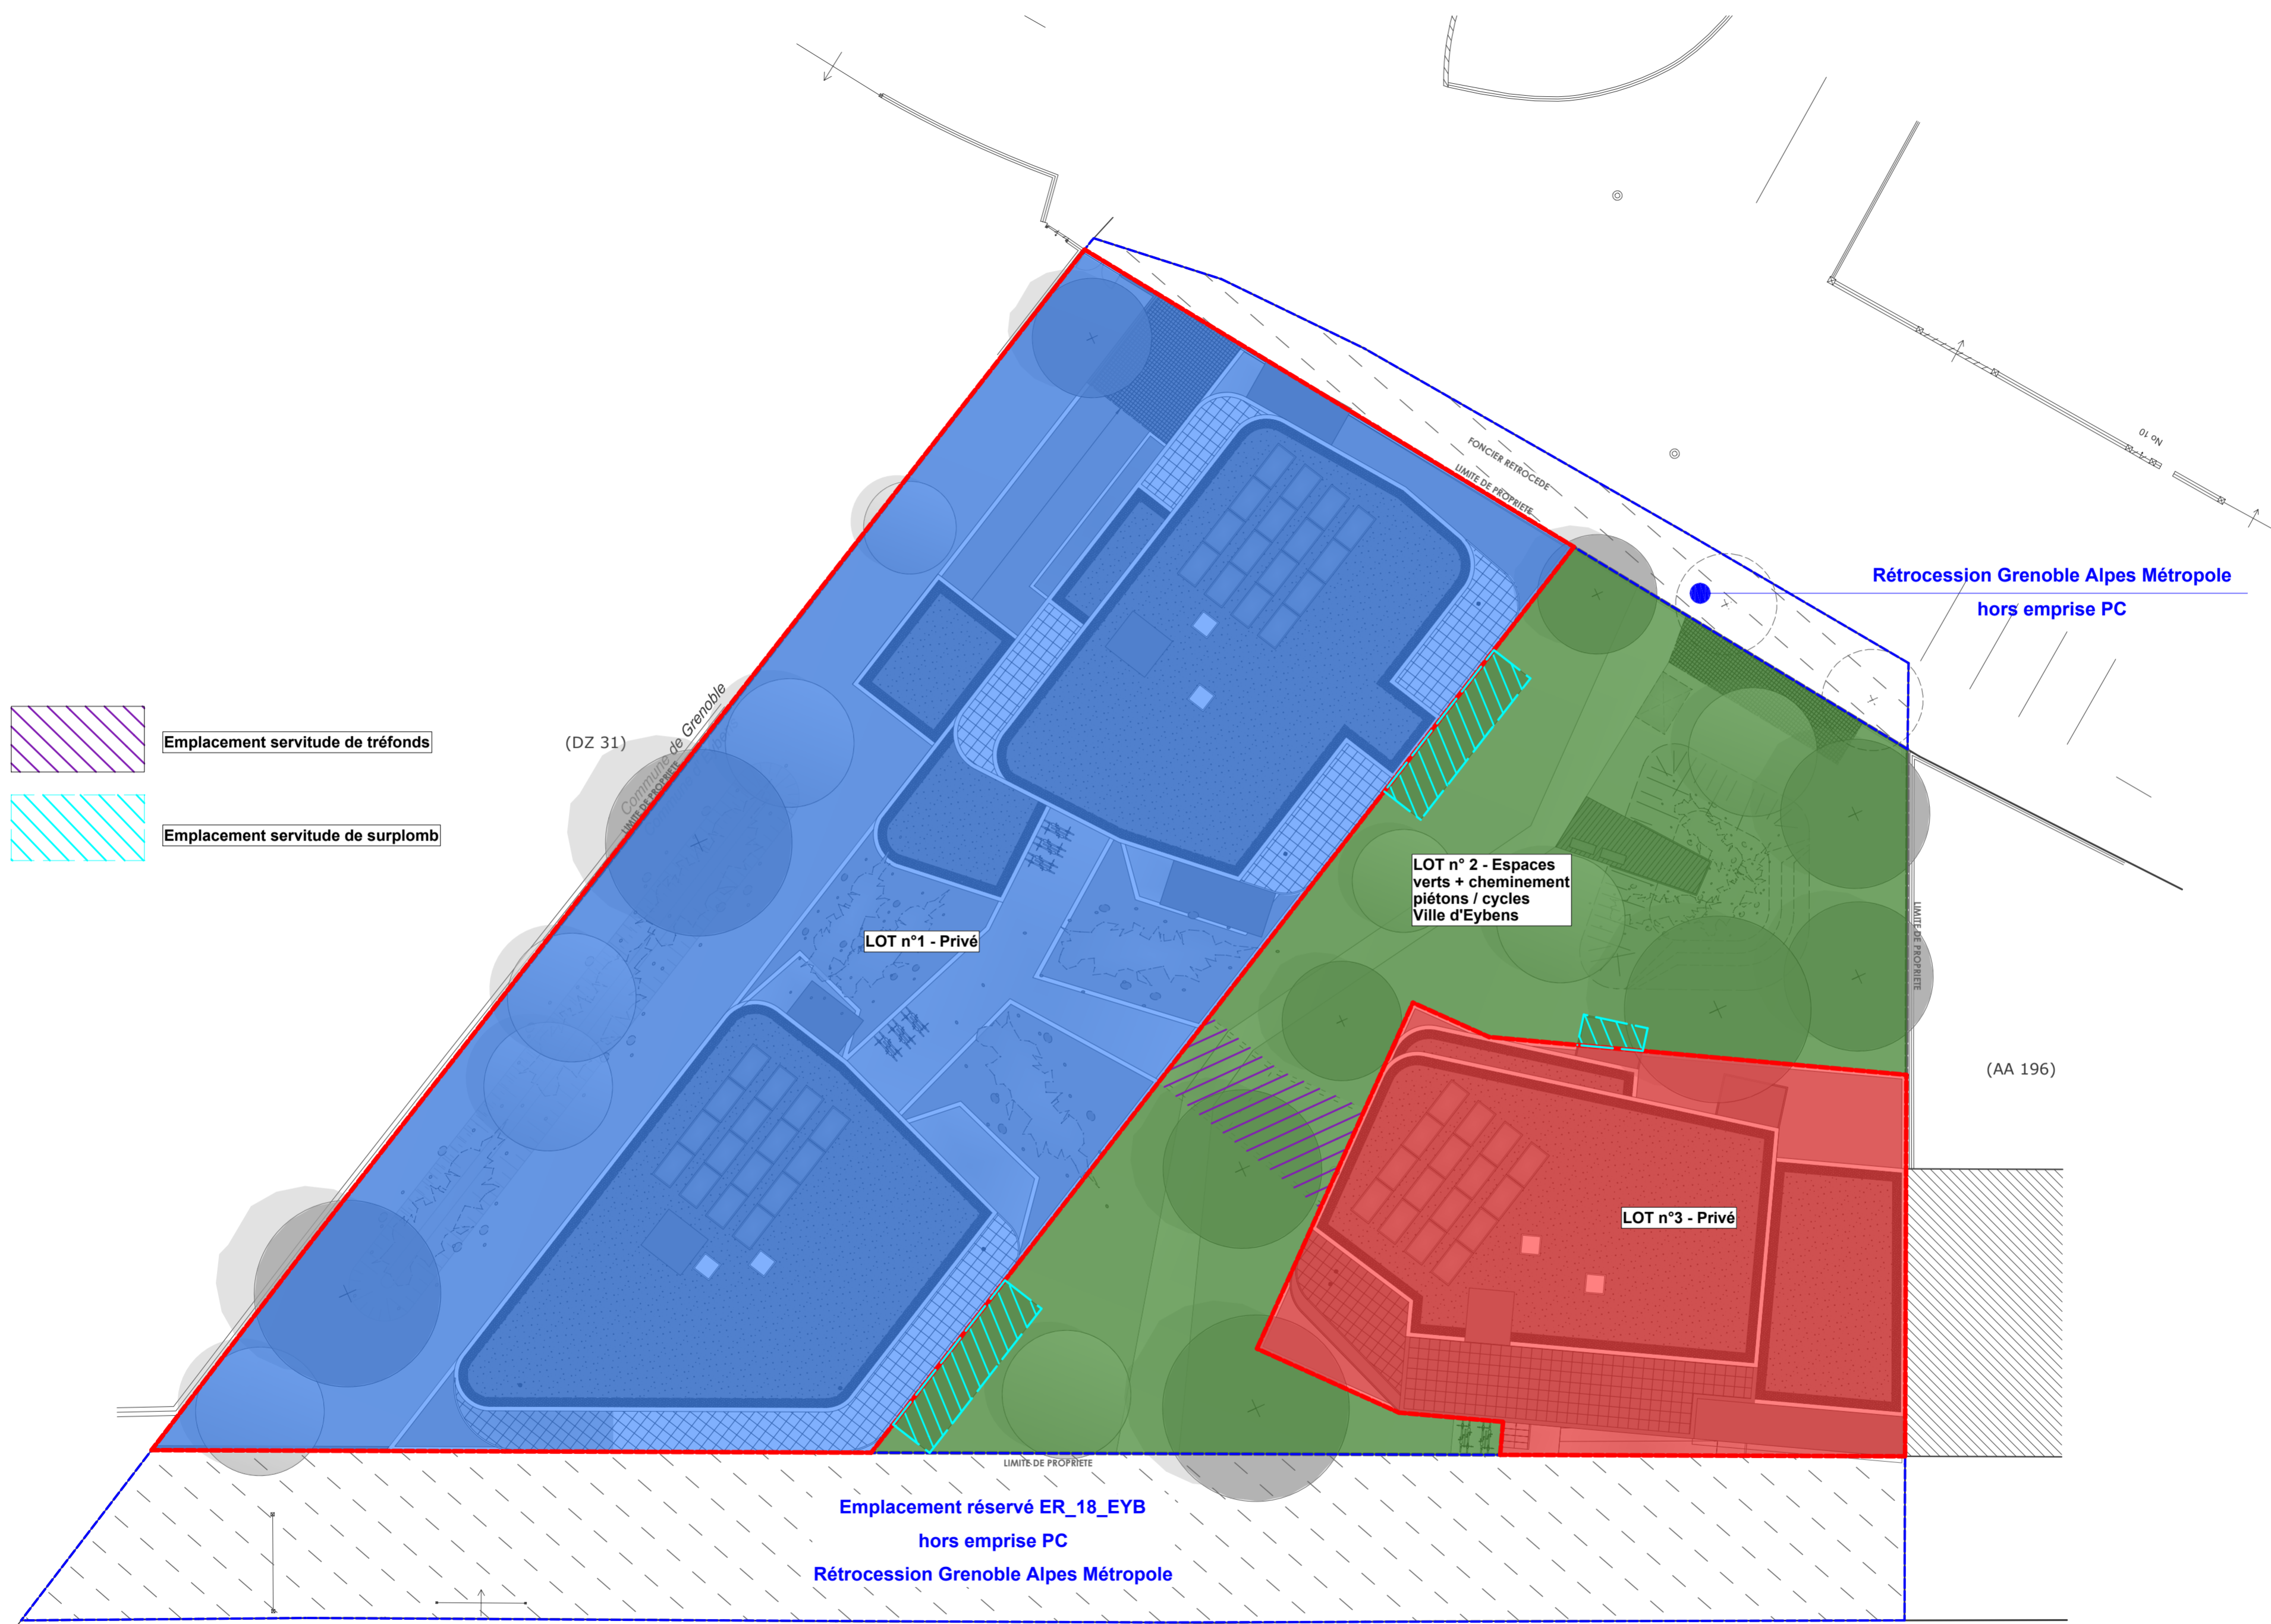 No 10
FONCIER RETROCEDE
LIMITE DE PROPRIETE
Rétrocession Grenoble Alpes Métropole
hors emprise PC
Emplacement servitude de tréfonds
Emplacement servitude de surplomb
(DZ 31)
Commune de Grenoble
LIMITE DE PROPRIETE
LOT n° 2 - Espaces
verts + cheminement
piétons / cycles
Ville d'Eybens
LOT n°1 - Privé
LIMITE DE PROPRIETE
(AA 196)
LOT n°3 - Privé
LIMITE DE PROPRIETE
Emplacement réservé ER_18_EYB
hors emprise PC
Rétrocession Grenoble Alpes Métropole